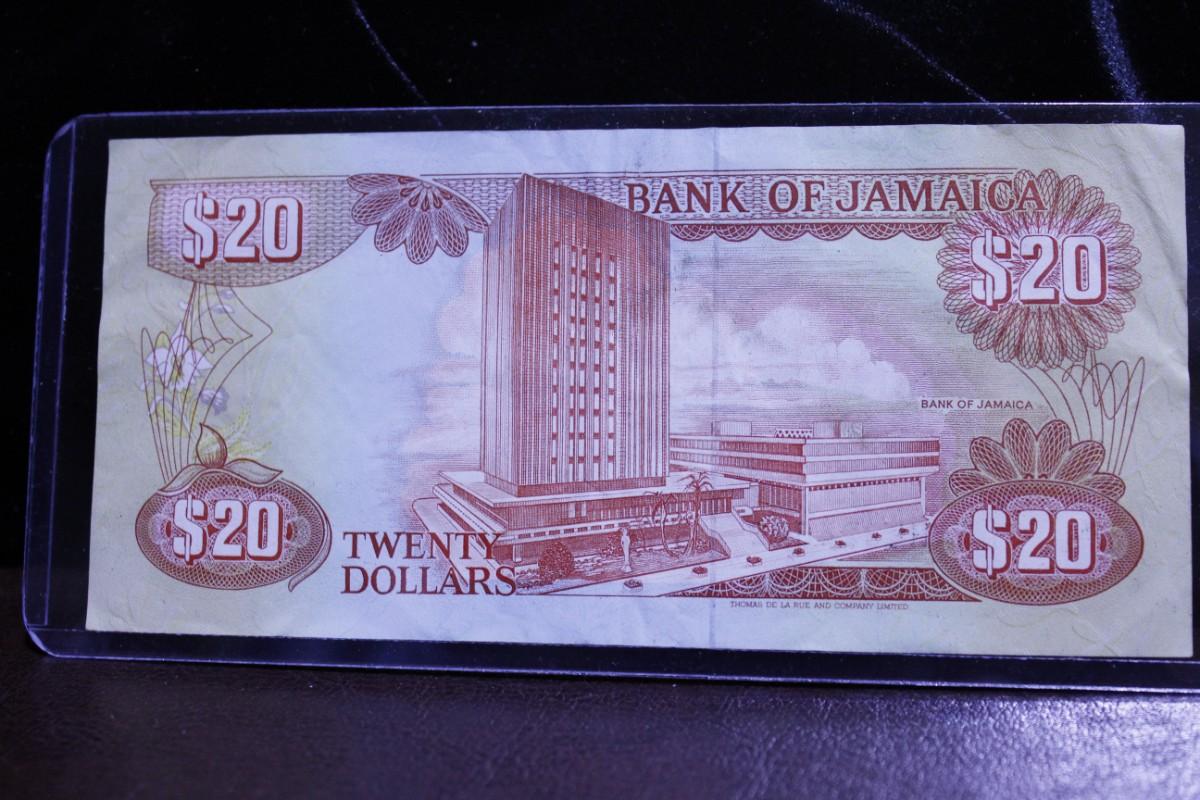 BANK OF JAMAICA
$20
$20
BANK OF JAMAICA
$20
TWENTY
DOLLARS
$20
THOMAS DE LA RUE AND COMPANY LIMITED